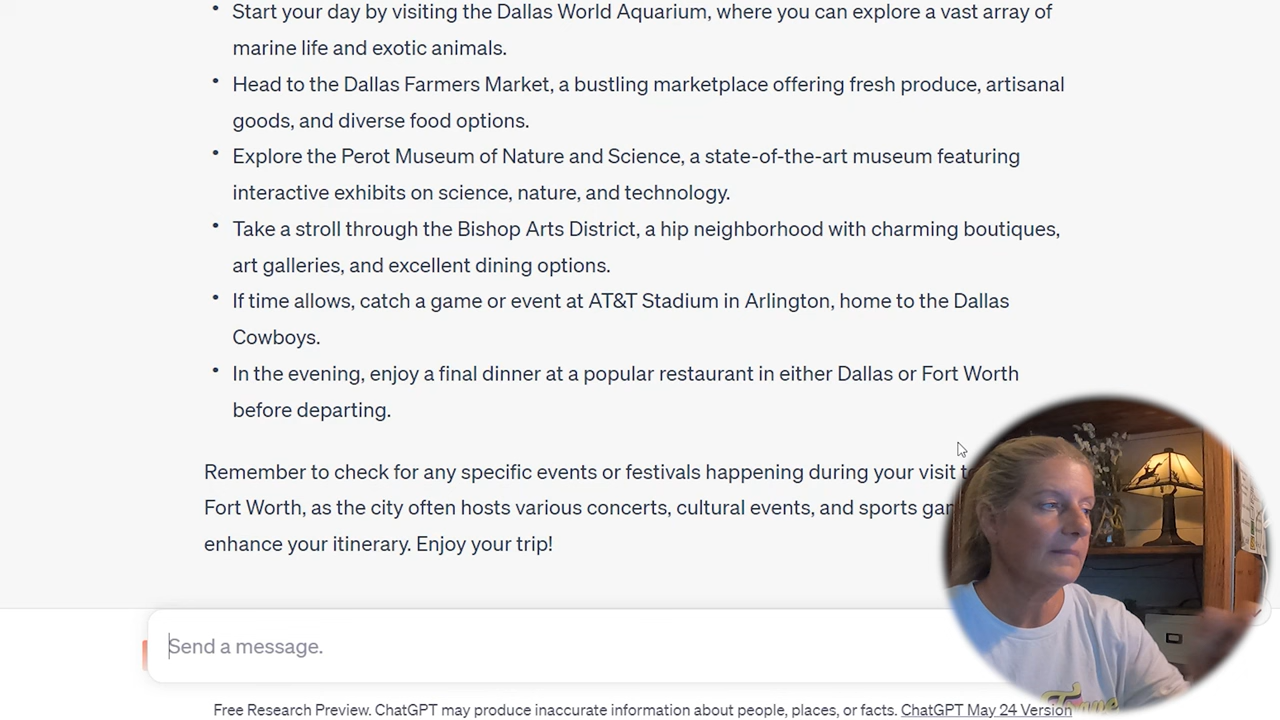 Start your day by visiting the Dallas World Aquarium, where you can explore a vast array of
marine life and exotic animals.
Head to the Dallas Farmers Market, a bustling marketplace offering fresh produce, artisanal
goods, and diverse food options.
Explore the Perot Museum of Nature and Science, a state-of-the-art museum featuring
interactive exhibits on science, nature, and technology.
Take a stroll through the Bishop Arts District, a hip neighborhood with charming boutiques,
art galleries, and excellent dining options.
If time allows, catch a game or event at AT&T Stadium in Arlington, home to the Dallas
Cowboys.
In the evening, enjoy a final dinner at a popular restaurant in either Dallas or Fort Worth
before departing.
Remember to check for any specific events or festivals happening during your visit
Fort Worth, as the city often hosts various concerts, cultural events, and sports
enhance your itinerary. Enjoy your trip!
Send a message.
Free Research Preview. ChatGPT may produce inaccurate information about people, places, or facts. ChatGPT May 24 Version